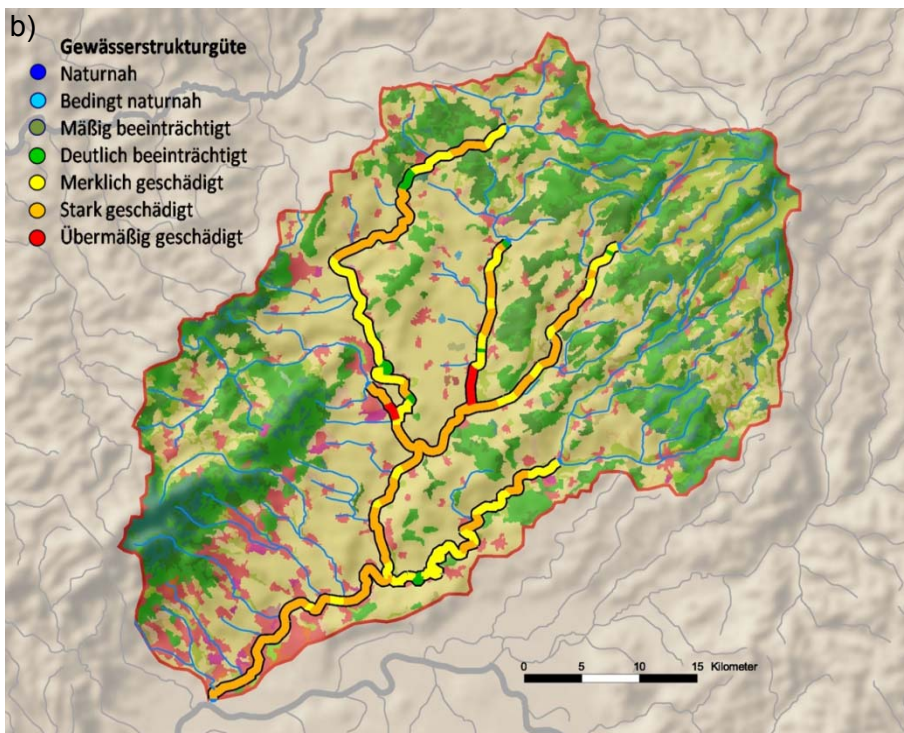 b)
Gewässerstrukturgüte
Naturnah
Bedingt naturnah
Mäßig beeinträchtigt
Deutlich beeinträchtigt
Merklich geschädigt
Stark geschädigt
Übermäßig geschädigt
0 5 10 15 Kilometer